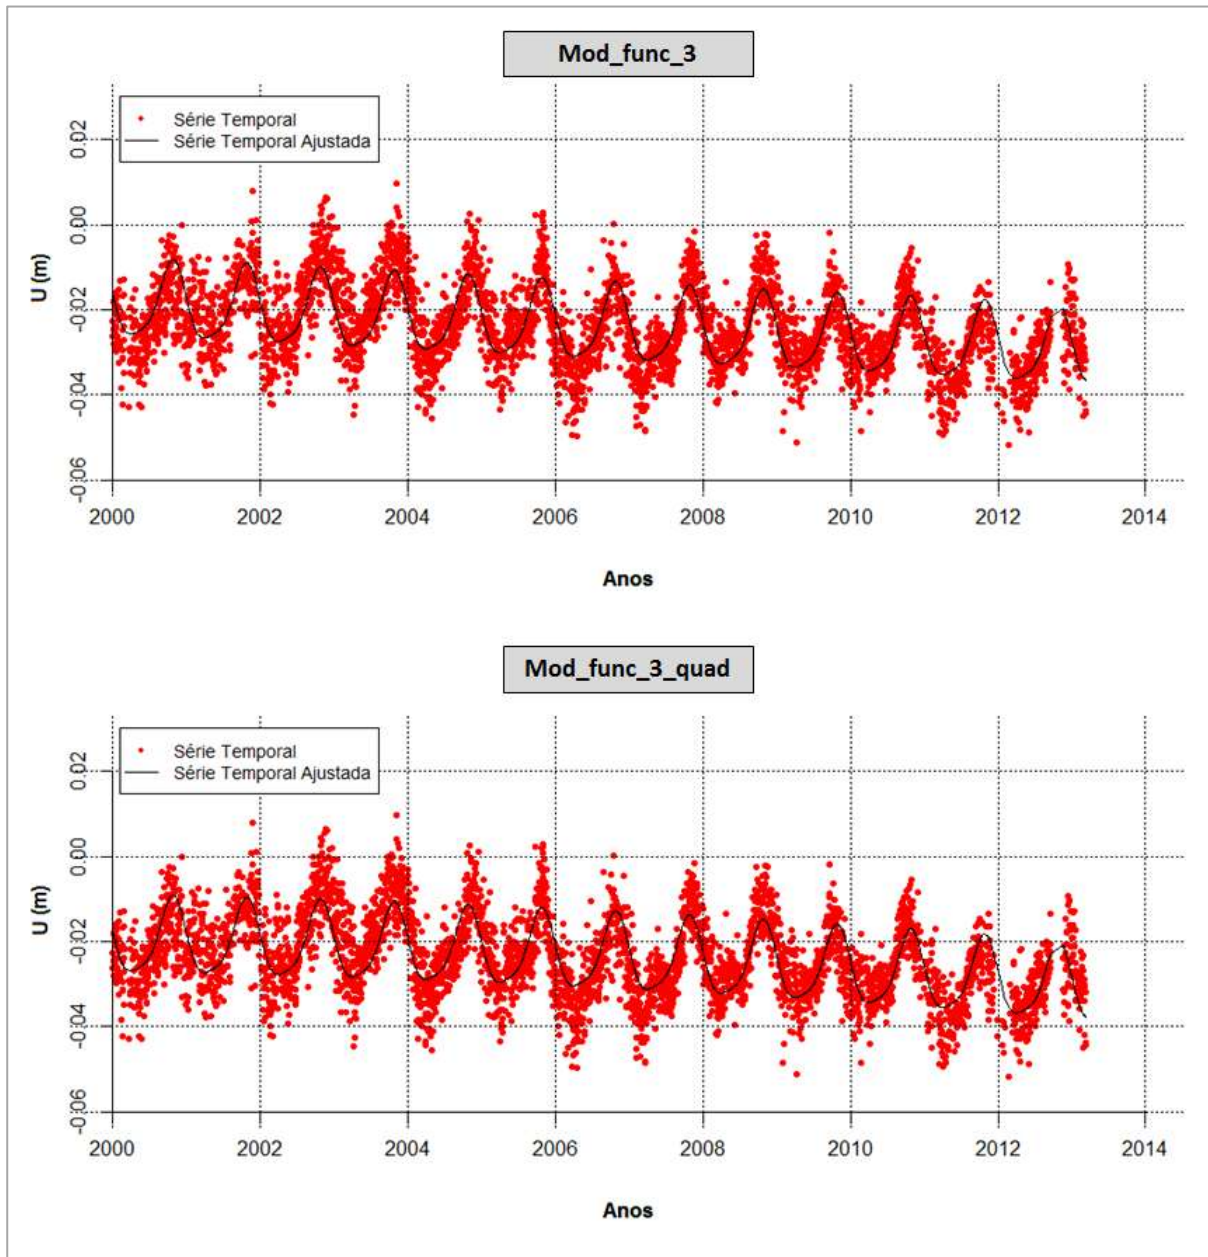 Mod_func_3
Série Temporal
Série Temporal Ajustada
0.02
0.00
-0.02
-0.04
-0.06
U (m)
2000 2002 2004 2006 2008 2010 2012 2014
Anos
Mod_func_3_quad
Série Temporal
Série Temporal Ajustada
0.02
0.00
-0.02
-0.04
-0.06
U (m)
2000 2002 2004 2006 2008 2010 2012 2014
Anos